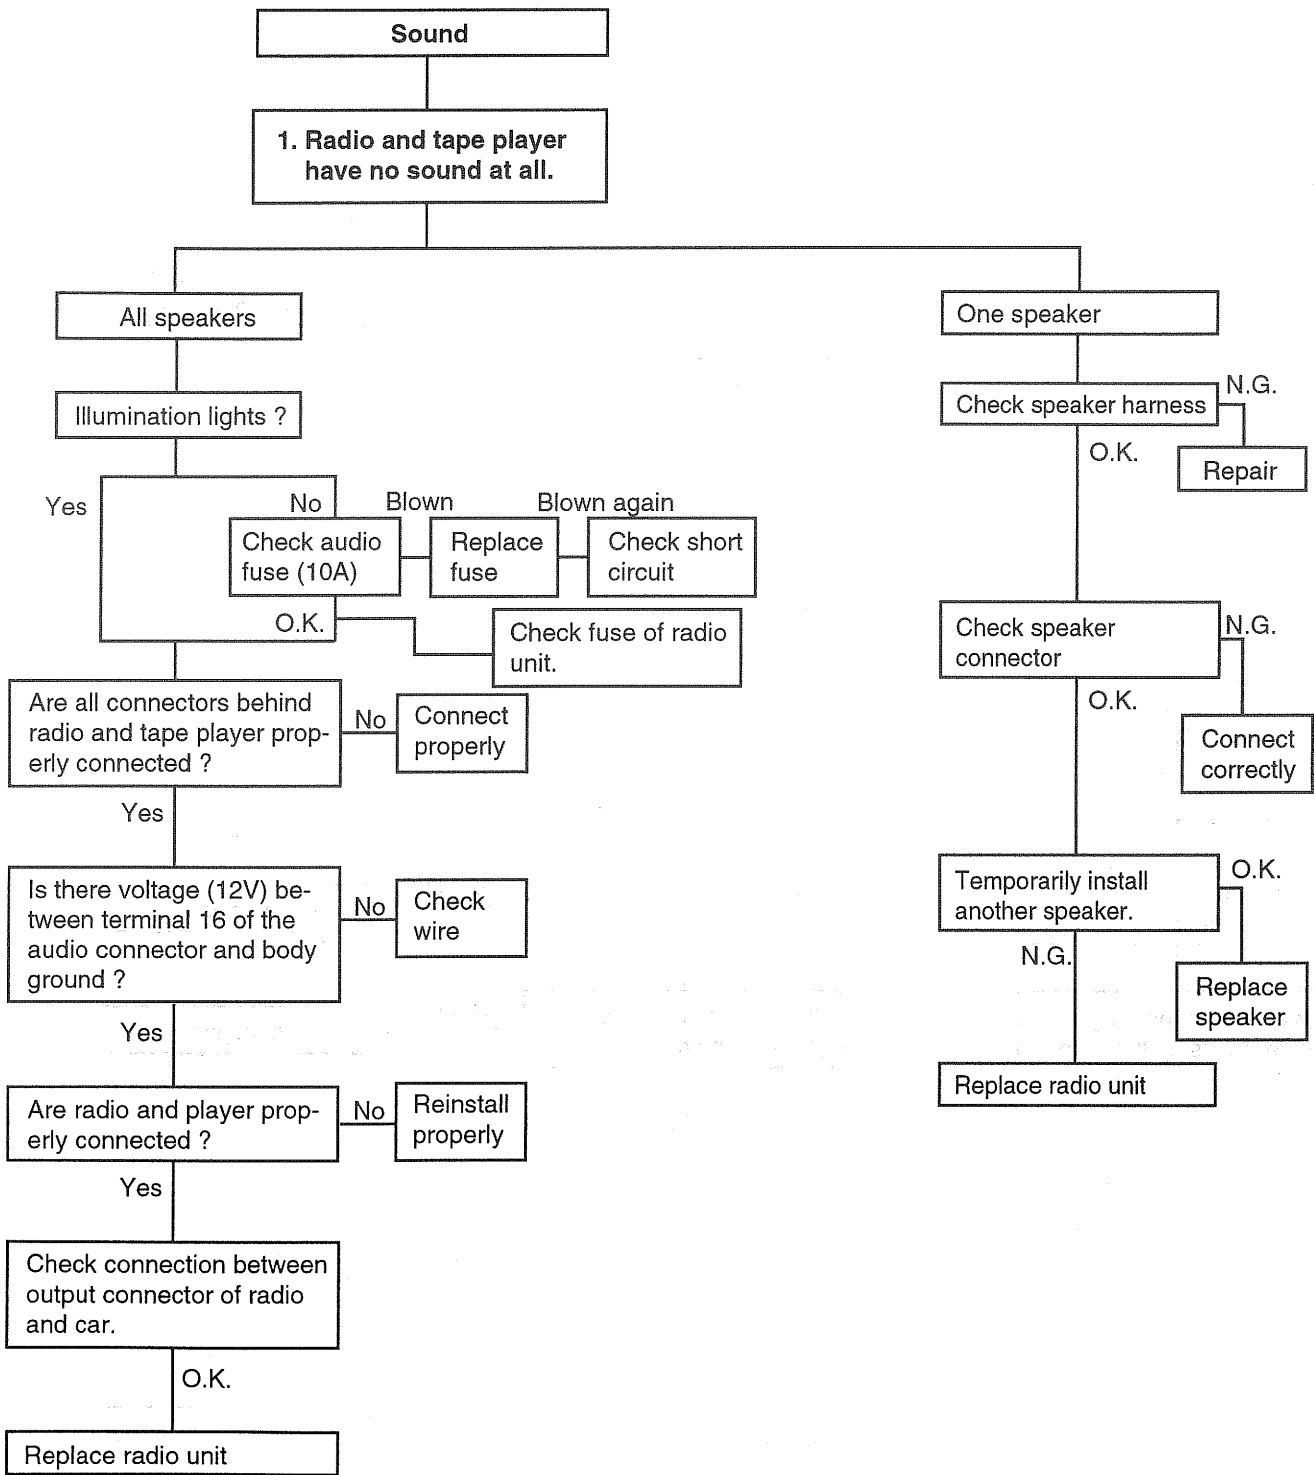 Sound
1. Radio and tape player
have no sound at all.
All speakers
Illumination lights ?
Yes
No
Blown
Blown again
Check audio
fuse (10A)
Replace
fuse
Check short
circuit
O.K.
Check fuse of radio
unit.
Are all connectors behind
radio and tape player prop-
erly connected ?
No
Connect
properly
Yes
Is there voltage (12V) be-
tween terminal 16 of the
audio connector and body
ground ?
No
Check
wire
Yes
Are radio and player prop-
erly connected ?
No
Reinstall
properly
Yes
Check connection between
output connector of radio
and car.
O.K.
Replace radio unit
One speaker
Check speaker harness
N.G.
Repair
O.K.
Check speaker
connector
N.G.
Connect
correctly
O.K.
Temporarily install
another speaker.
O.K.
Replace
speaker
N.G.
Replace radio unit